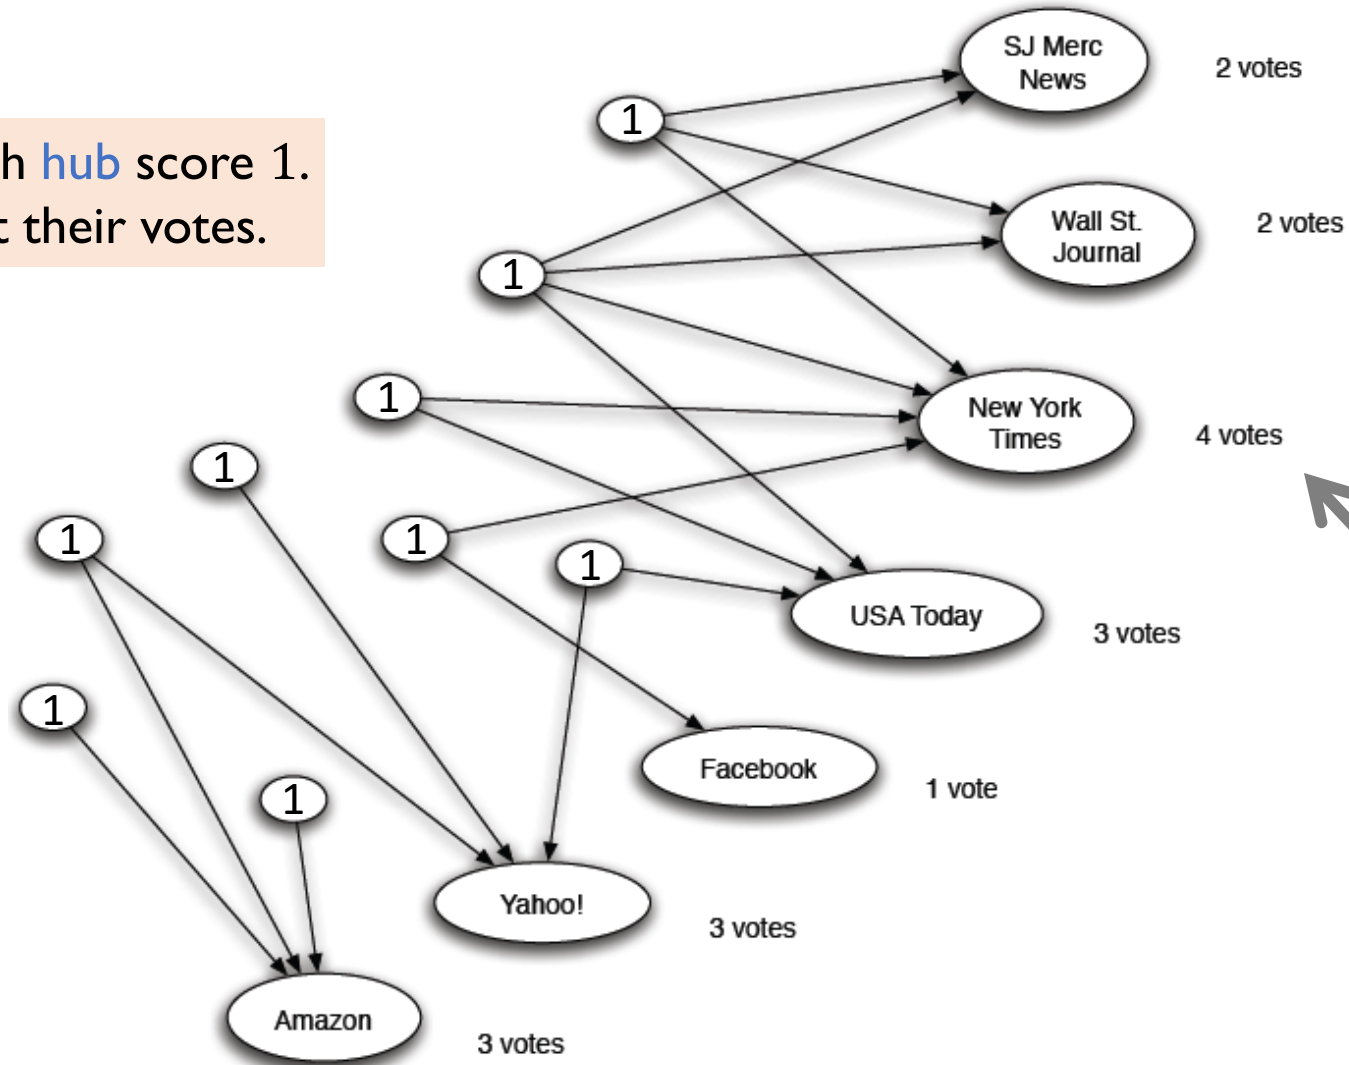 h hub score 1.
t their votes.
SJ Merc
News
2 votes
1
Wall St.
Journal
2 votes
1
New York
Times
4 votes
1
1
1
1
1
USA Today
3 votes
1
Facebook
1 vote
1
Yahoo!
3 votes
Amazon
3 votes